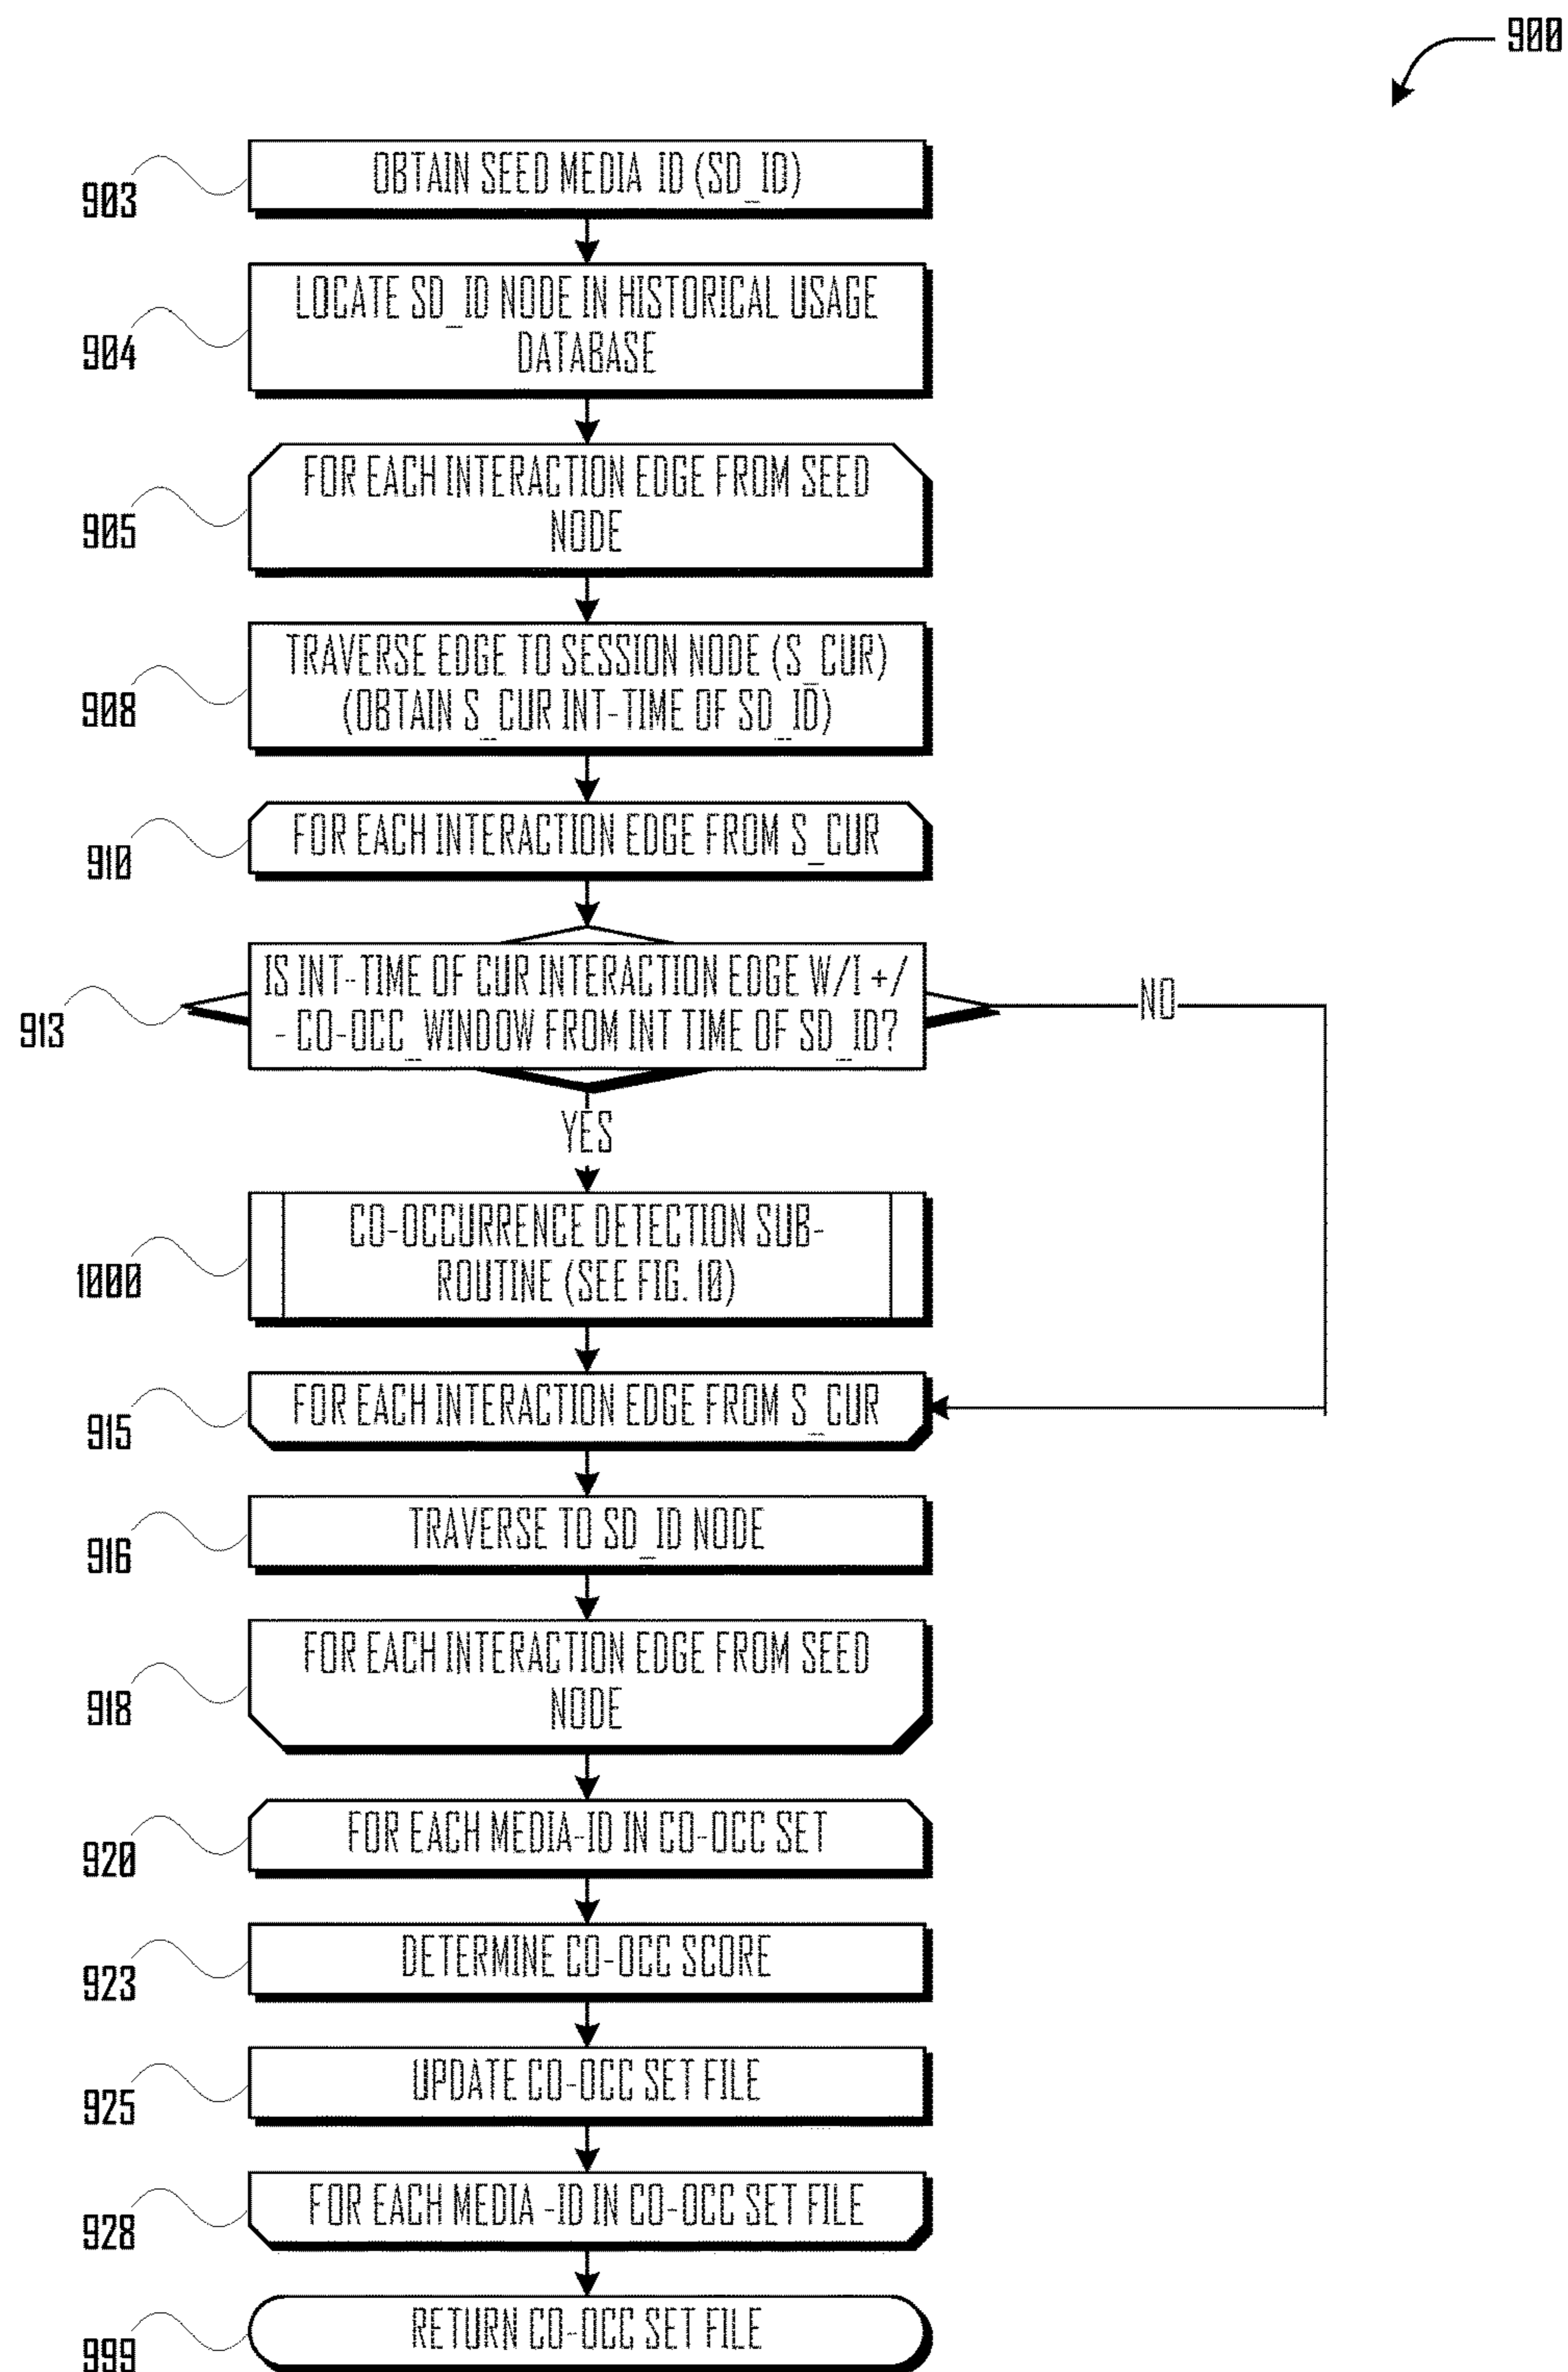 900
903
OBTAIN SEED MEDIA ID (SD_ID)
904
LOCATE SD_ID NODE IN HISTORICAL USAGE
DATABASE
905
FOR EACH INTERACTION EDGE FROM SEED
NODE
908
TRAVERSE EDGE TO SESSION NODE (S_CUR)
(OBTAIN S_CUR INT-TIME OF SD_ID)
910
FOR EACH INTERACTION EDGE FROM S_CUR
913
IS INT-TIME OF CUR INTERACTION EDGE W/I +/
- CO-OCC_WINDOW FROM INT TIME OF SD_ID?
NO
YES
1000
CO-OCCURRENCE DETECTION SUB-
ROUTINE (SEE FIG. 10)
915
FOR EACH INTERACTION EDGE FROM S_CUR
916
TRAVERSE TO SD_ID NODE
918
FOR EACH INTERACTION EDGE FROM SEED
NODE
920
FOR EACH MEDIA-ID IN CO-OCC SET
923
DETERMINE CO-OCC SCORE
925
UPDATE CO-OCC SET FILE
928
FOR EACH MEDIA -ID IN CO-OCC SET FILE
999
RETURN CO-OCC SET FILE